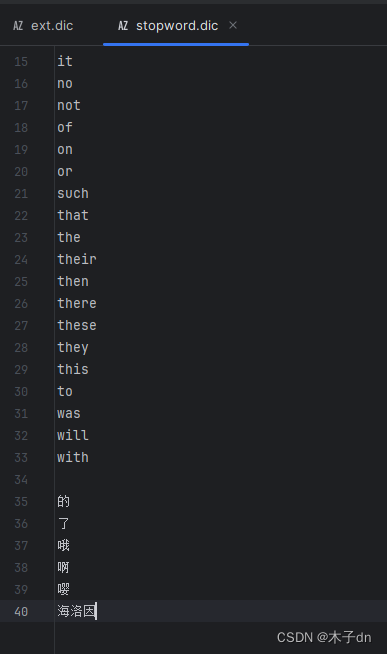 ext.dic stopword.dic
15 it
16 no
17 not
18 of
19 on
20 or
21 such
22 that
23 the
24 their
25 then
26 there
27 these
28 they
29 this
30 to
31 was
32 will
33 with
34
35 的
36 了
37 哦
38 啊
39 嘤
40 海洛因
CSDN @木子dn